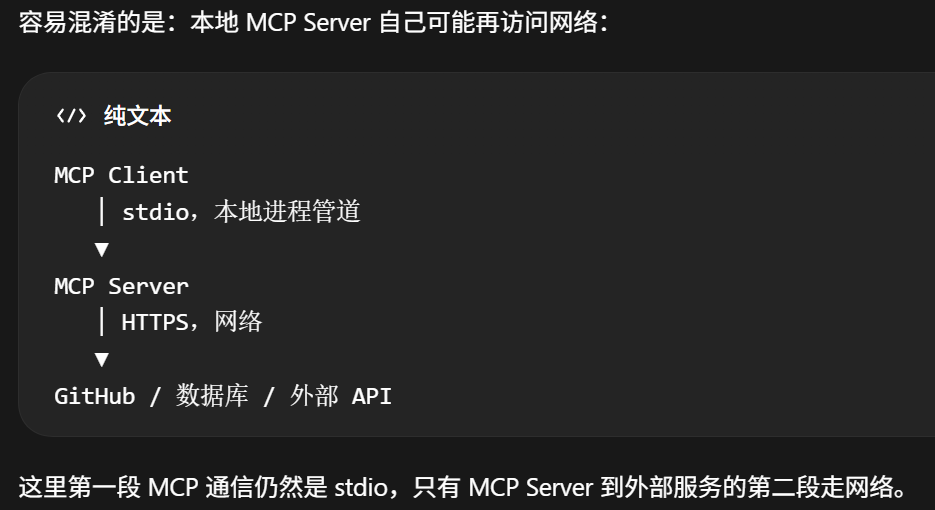 容易混淆的是：本地 MCP Server 自己可能再访问网络：
</> 纯文本
MCP Client
│ stdio，本地进程管道
▼
MCP Server
│ HTTPS，网络
▼
GitHub / 数据库 / 外部 API
这里第一段 MCP 通信仍然是 stdio，只有 MCP Server 到外部服务的第二段走网络。